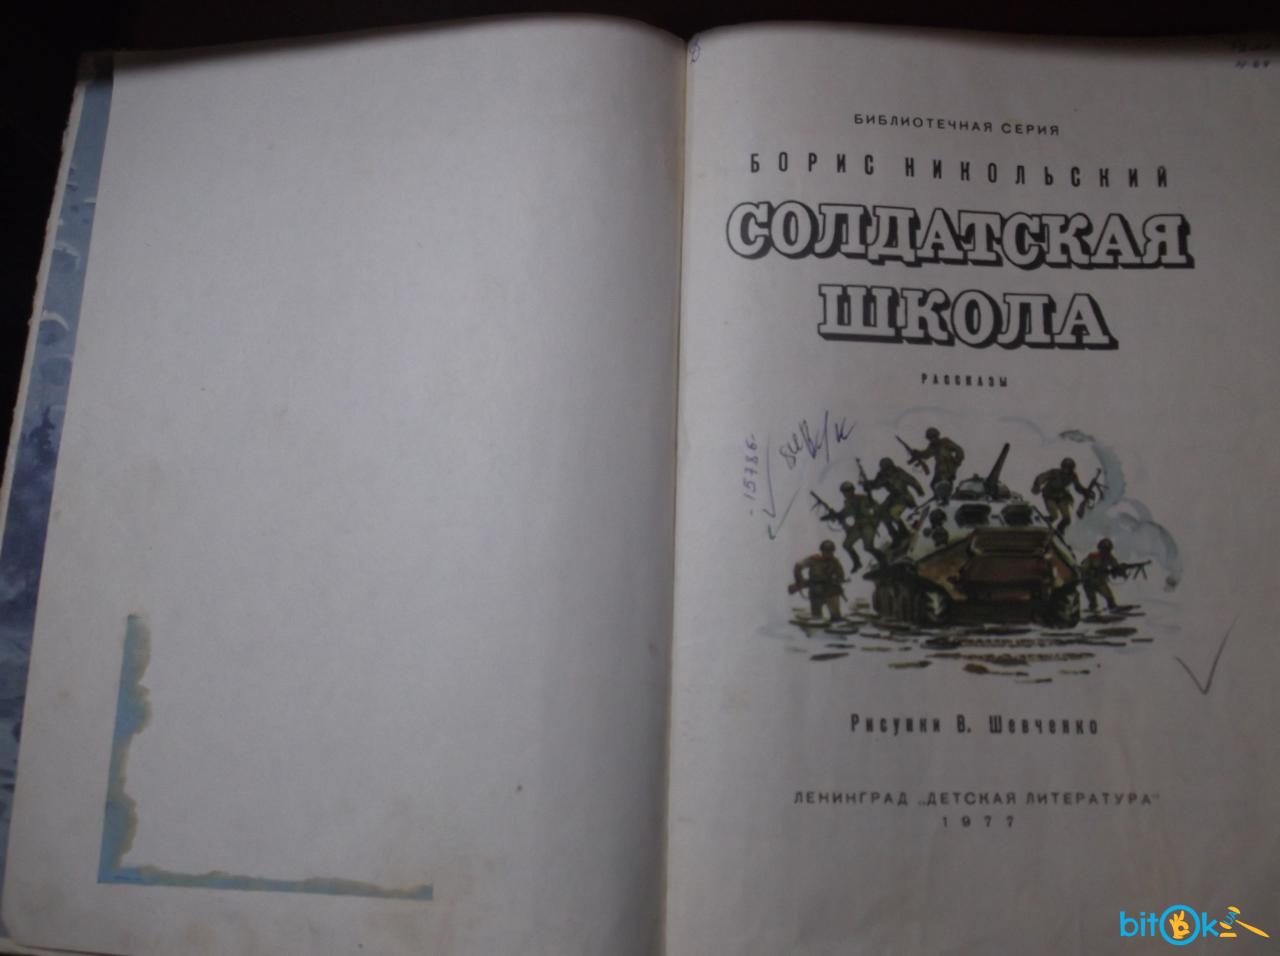 БИБЛИОТЕЧНАЯ СЕРИЯ
БОРИС НИКОЛЬСКИЙ
СОЛДАТСКАЯ
ШКОЛА
РАССКАЗЫ
Рисунки В. Шевченко
ЛЕНИНГРАД „ДЕТСКАЯ ЛИТЕРАТУРА"
1977
bitOk